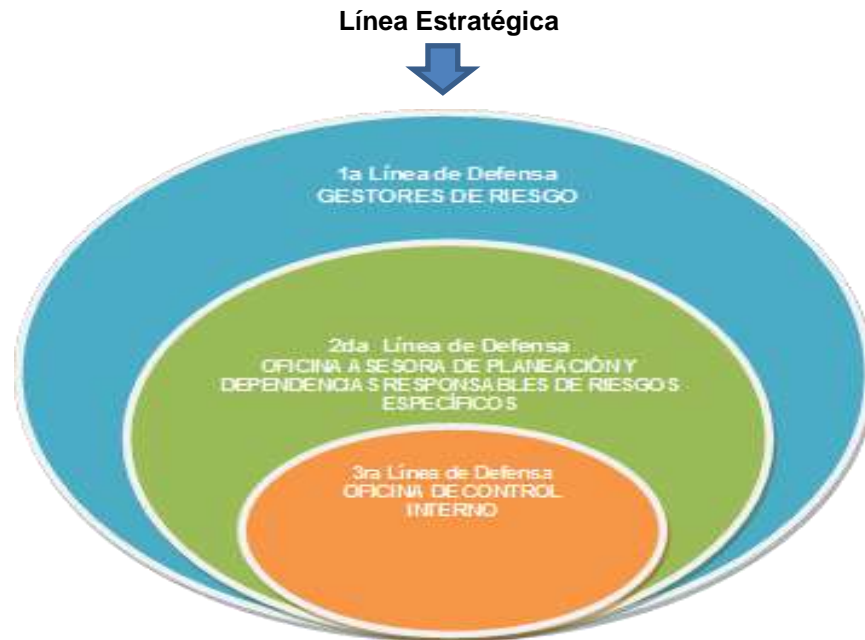 Línea Estratégica
1a Línea de Defensa
GESTORES DE RIESGO
2da Línea de Defensa
OFICINA ASESORA DE PLANEACIÓN Y
DEPENDENCIAS RESPONSABLES DE RIESGOS
ESPECÍFICOS
3ra Línea de Defensa
OFICINA DE CONTROL
INTERNO